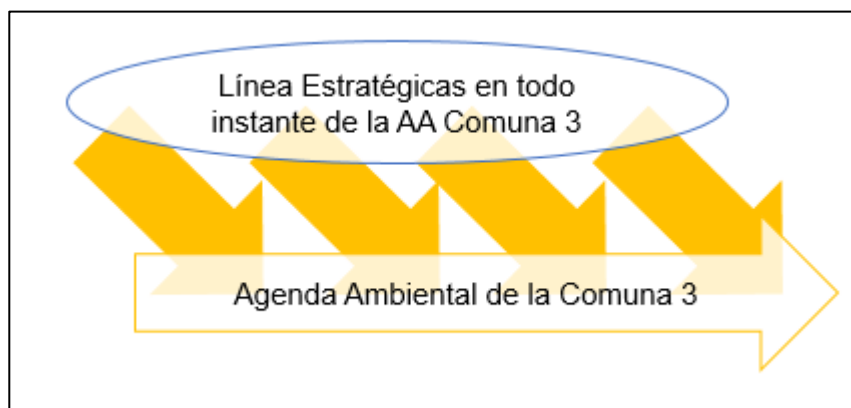 Línea Estratégicas en todo
instante de la AA Comuna 3
Agenda Ambiental de la Comuna 3